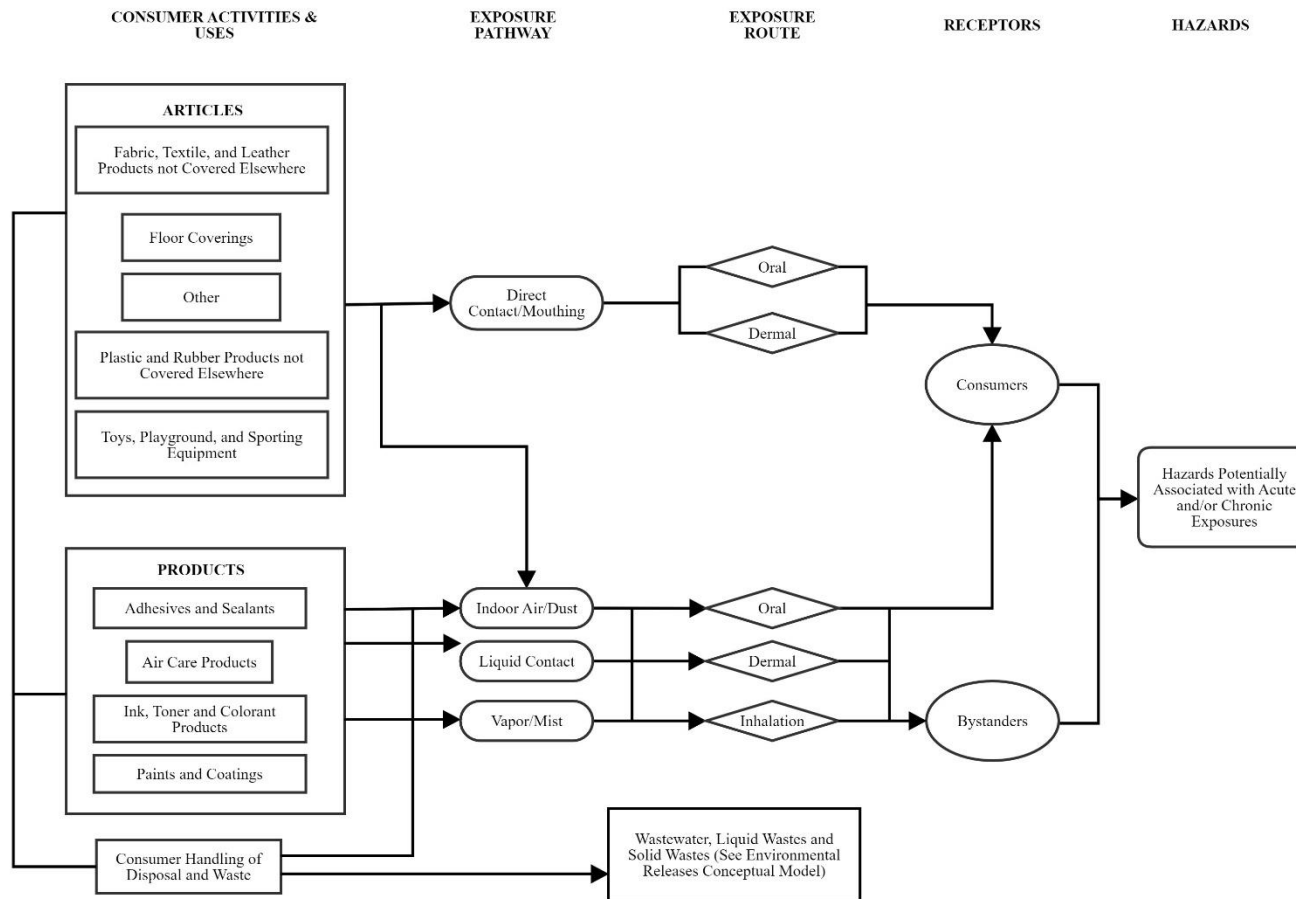 CONSUMER ACTIVITIES &
USES
EXPOSURE
PATHWAY
EXPOSURE
ROUTE
RECEPTORS
HAZARDS
ARTICLES
Fabric, Textile, and Leather
Products not Covered Elsewhere
Floor Coverings
Other
Plastic and Rubber Products not
Covered Elsewhere
Toys, Playground, and Sporting
Equipment
Direct
Contact/Mouthing
Oral
Dermal
Consumers
Hazards Potentially
Associated with Acute
and/or Chronic
Exposures
PRODUCTS
Adhesives and Sealants
Air Care Products
Ink, Toner and Colorant
Products
Paints and Coatings
Indoor Air/Dust
Liquid Contact
Vapor/Mist
Oral
Dermal
Inhalation
Bystanders
Consumer Handling of
Disposal and Waste
Wastewater, Liquid Wastes and
Solid Wastes (See Environmental
Releases Conceptual Model)